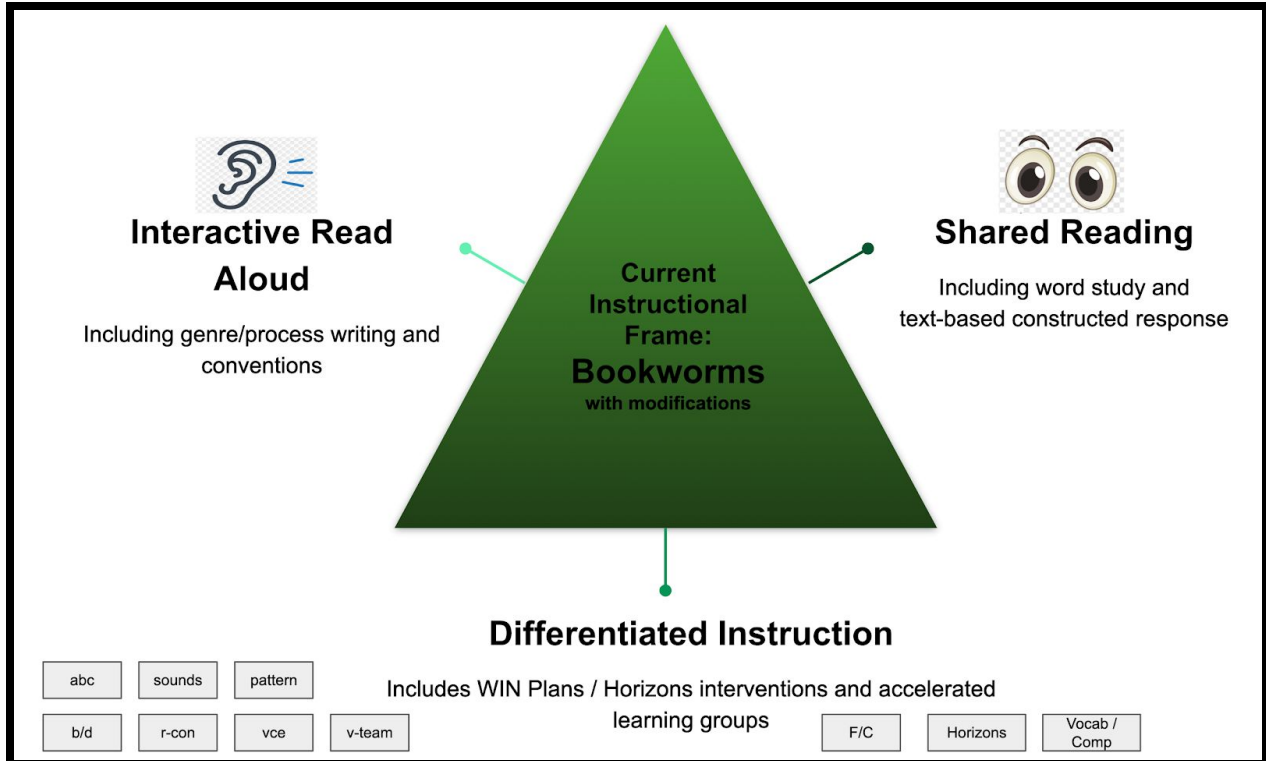 Interactive Read
Aloud
Including genre/process writing and
conventions
Current
Instructional
Frame:
Bookworms
with modifications
Shared Reading
Including word study and
text-based constructed response
Differentiated Instruction
Includes WIN Plans / Horizons interventions and accelerated
learning groups
abc
sounds
pattern
b/d
r-con
vce
v-team
F/C
Horizons
Vocab /
Comp